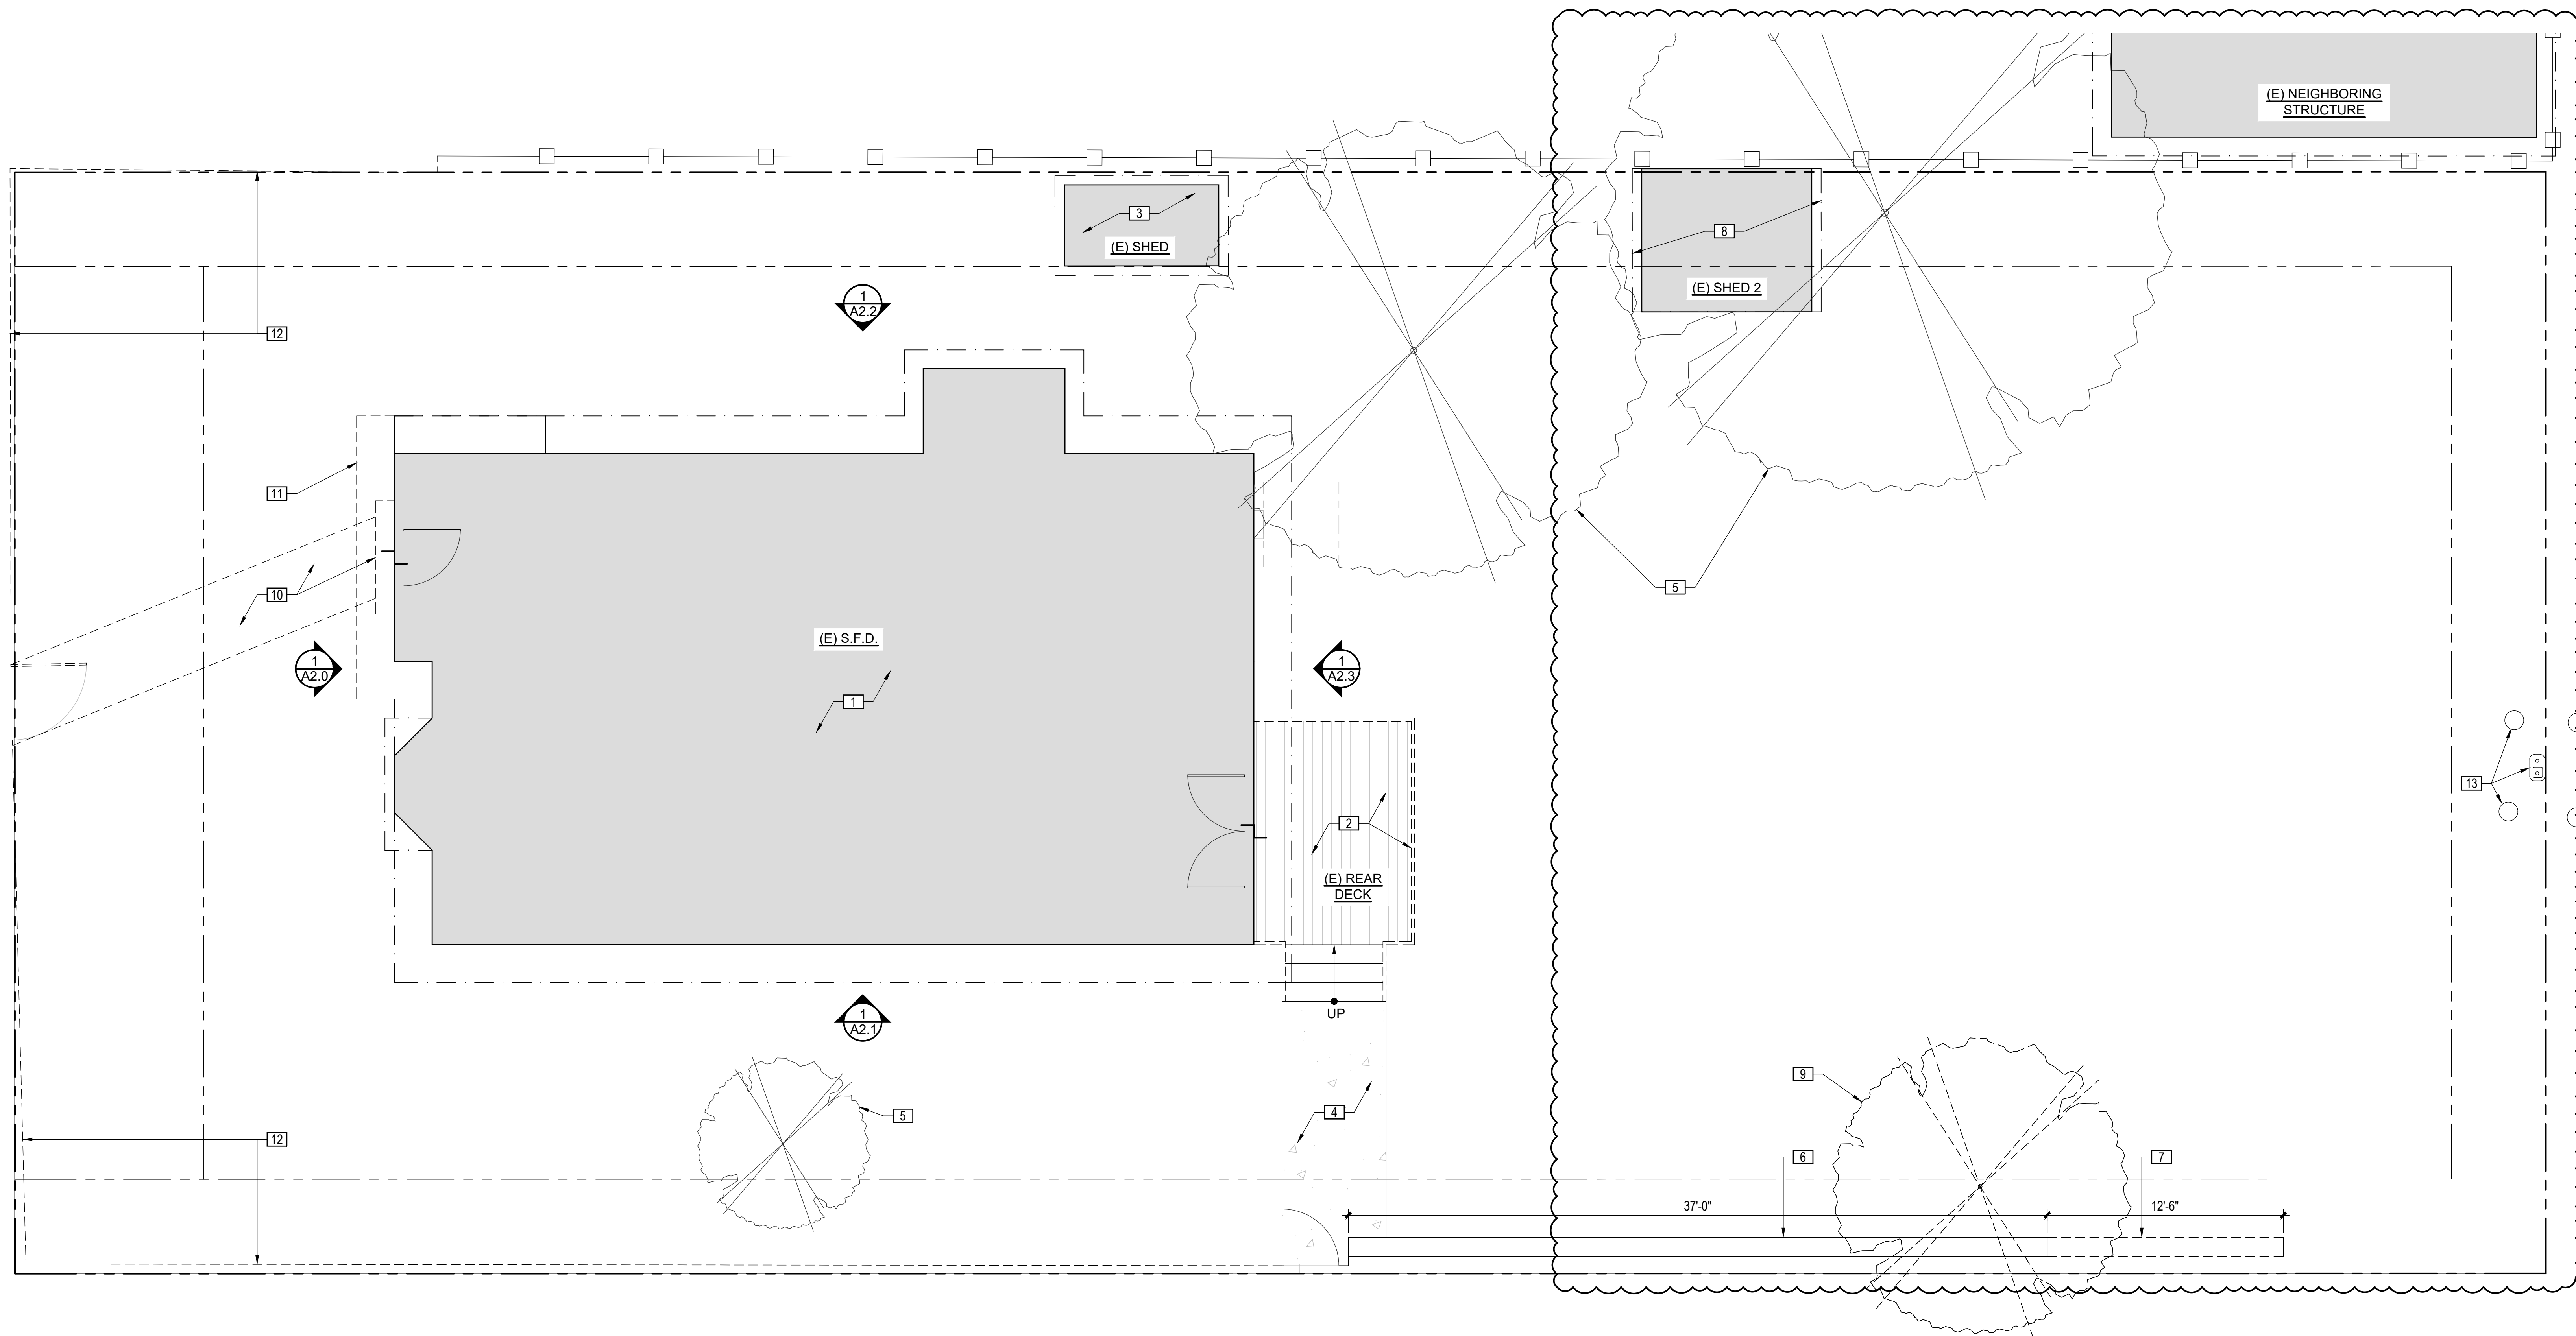 (E) NEIGHBORING
STRUCTURE
3
(E) SHED
8
(E) SHED 2
1
A2.2
12
11
10
5
(E) S.F.D.
1
A2.0
1
A2.3
1
13
2
(E) REAR
DECK
UP
1
A2.1
9
5
4
12
6
7
37'-0"
12'-6"